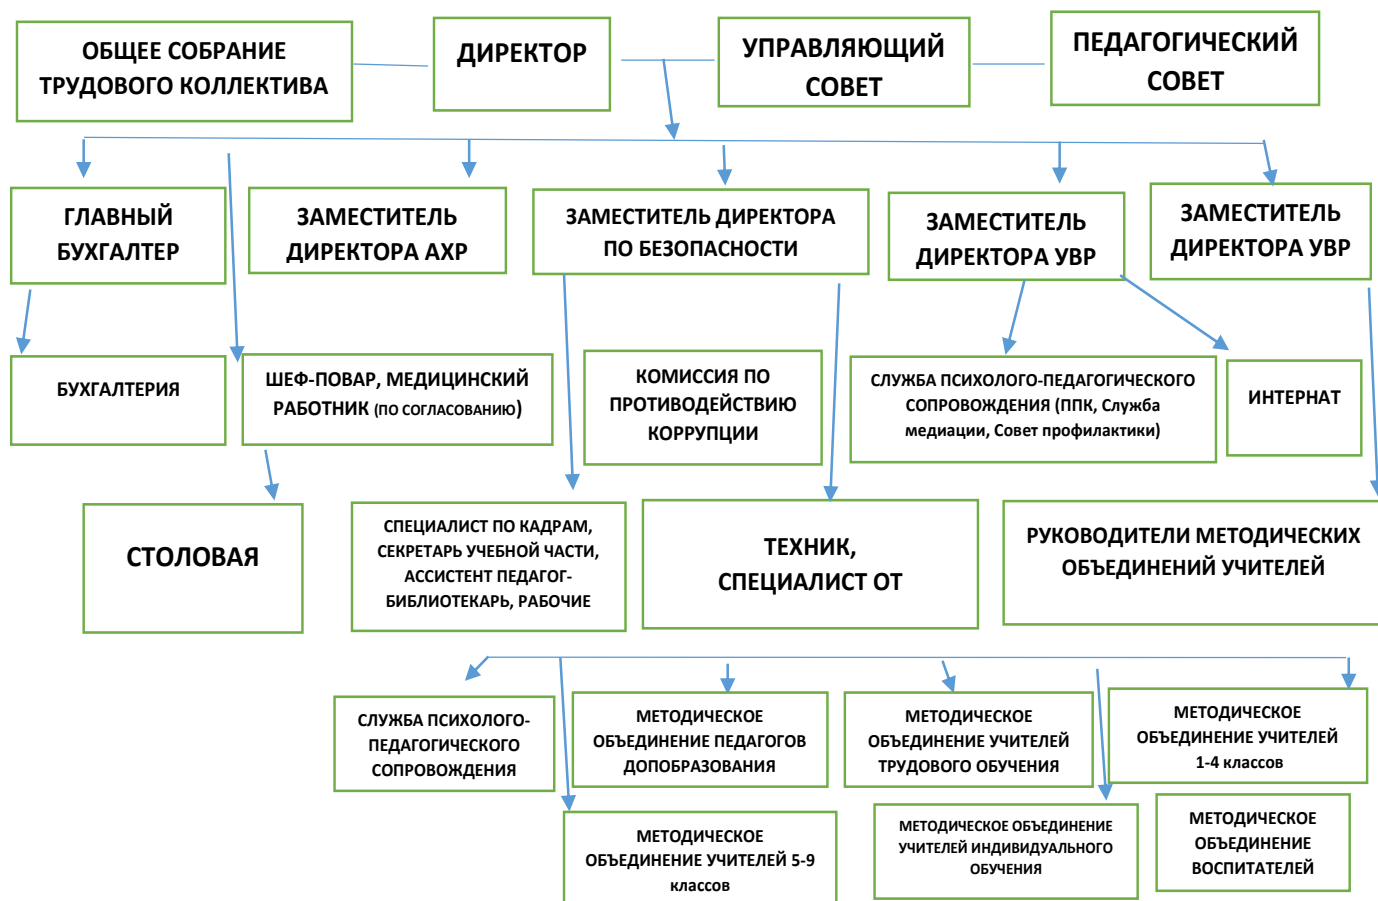 ОБЩЕЕ СОБРАНИЕ
ТРУДОВОГО КОЛЛЕКТИВА
ДИРЕКТОР
УПРАВЛЯЮЩИЙ
СОВЕТ
ПЕДАГОГИЧЕСКИЙ
СОВЕТ
ГЛАВНЫЙ
БУХГАЛТЕР
ЗАМЕСТИТЕЛЬ
ДИРЕКТОРА АХР
ЗАМЕСТИТЕЛЬ ДИРЕКТОРА
ПО БЕЗОПАСНОСТИ
ЗАМЕСТИТЕЛЬ
ДИРЕКТОРА УВР
ЗАМЕСТИТЕЛЬ
ДИРЕКТОРА УВР
БУХГАЛТЕРИЯ
ШЕФ-ПОВАР, МЕДИЦИНСКИЙ
РАБОТНИК (ПО СОГЛАСОВАНИЮ)
КОМИССИЯ ПО
ПРОТИВОДЕЙСТВИЮ
КОРРУПЦИИ
СЛУЖБА ПСИХОЛОГО-ПЕДАГОГИЧЕСКОГО
СОПРОВОЖДЕНИЯ (ППК, Служба
медиации, Совет профилактики)
ИНТЕРНАТ
СТОЛОВАЯ
СПЕЦИАЛИСТ ПО КАДРАМ,
СЕКРЕТАРЬ УЧЕБНОЙ ЧАСТИ,
АССИСТЕНТ ПЕДАГОГ-
БИБЛИОТЕКАРЬ, РАБОЧИЕ
ТЕХНИК,
СПЕЦИАЛИСТ ОТ
РУКОВОДИТЕЛИ МЕТОДИЧЕСКИХ
ОБЪЕДИНЕНИЙ УЧИТЕЛЕЙ
СЛУЖБА ПСИХОЛОГО-
ПЕДАГОГИЧЕСКОГО
СОПРОВОЖДЕНИЯ
МЕТОДИЧЕСКОЕ
ОБЪЕДИНЕНИЕ ПЕДАГОГОВ
ДОПОБРАЗОВАНИЯ
МЕТОДИЧЕСКОЕ
ОБЪЕДИНЕНИЕ УЧИТЕЛЕЙ
ТРУДОВОГО ОБУЧЕНИЯ
МЕТОДИЧЕСКОЕ
ОБЪЕДИНЕНИЕ УЧИТЕЛЕЙ
1-4 классов
МЕТОДИЧЕСКОЕ
ОБЪЕДИНЕНИЕ УЧИТЕЛЕЙ 5-9
классов
МЕТОДИЧЕСКОЕ ОБЪЕДИНЕНИЕ
УЧИТЕЛЕЙ ИНДИВИДУАЛЬНОГО
ОБУЧЕНИЯ
МЕТОДИЧЕСКОЕ
ОБЪЕДИНЕНИЕ
ВОСПИТАТЕЛЕЙ